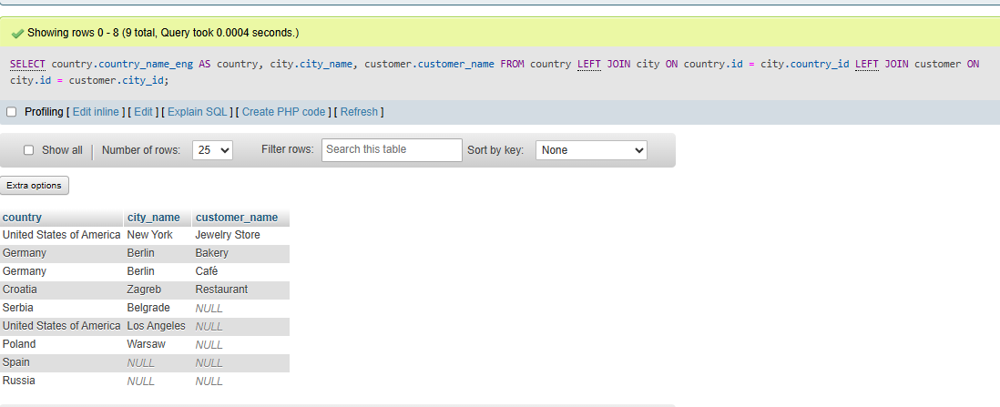 Showing rows 0 - 8 (9 total, Query took 0.0004 seconds.)
SELECT country.country_name_eng AS country, city.city_name, customer.customer_name FROM country LEFT JOIN city ON country.id = city.country_id LEFT JOIN customer ON
city.id = customer.city_id;
Profiling [ Edit inline ] [ Edit ] [ Explain SQL ] [ Create PHP code ] [ Refresh ]
Show all Number of rows: 25 Filter rows: Search this table Sort by key: None
Extra options
country city_name customer_name
United States of America New York Jewelry Store
Germany Berlin Bakery
Germany Berlin Café
Croatia Zagreb Restaurant
Serbia Belgrade NULL
United States of America Los Angeles NULL
Poland Warsaw NULL
Spain NULL NULL
Russia NULL NULL